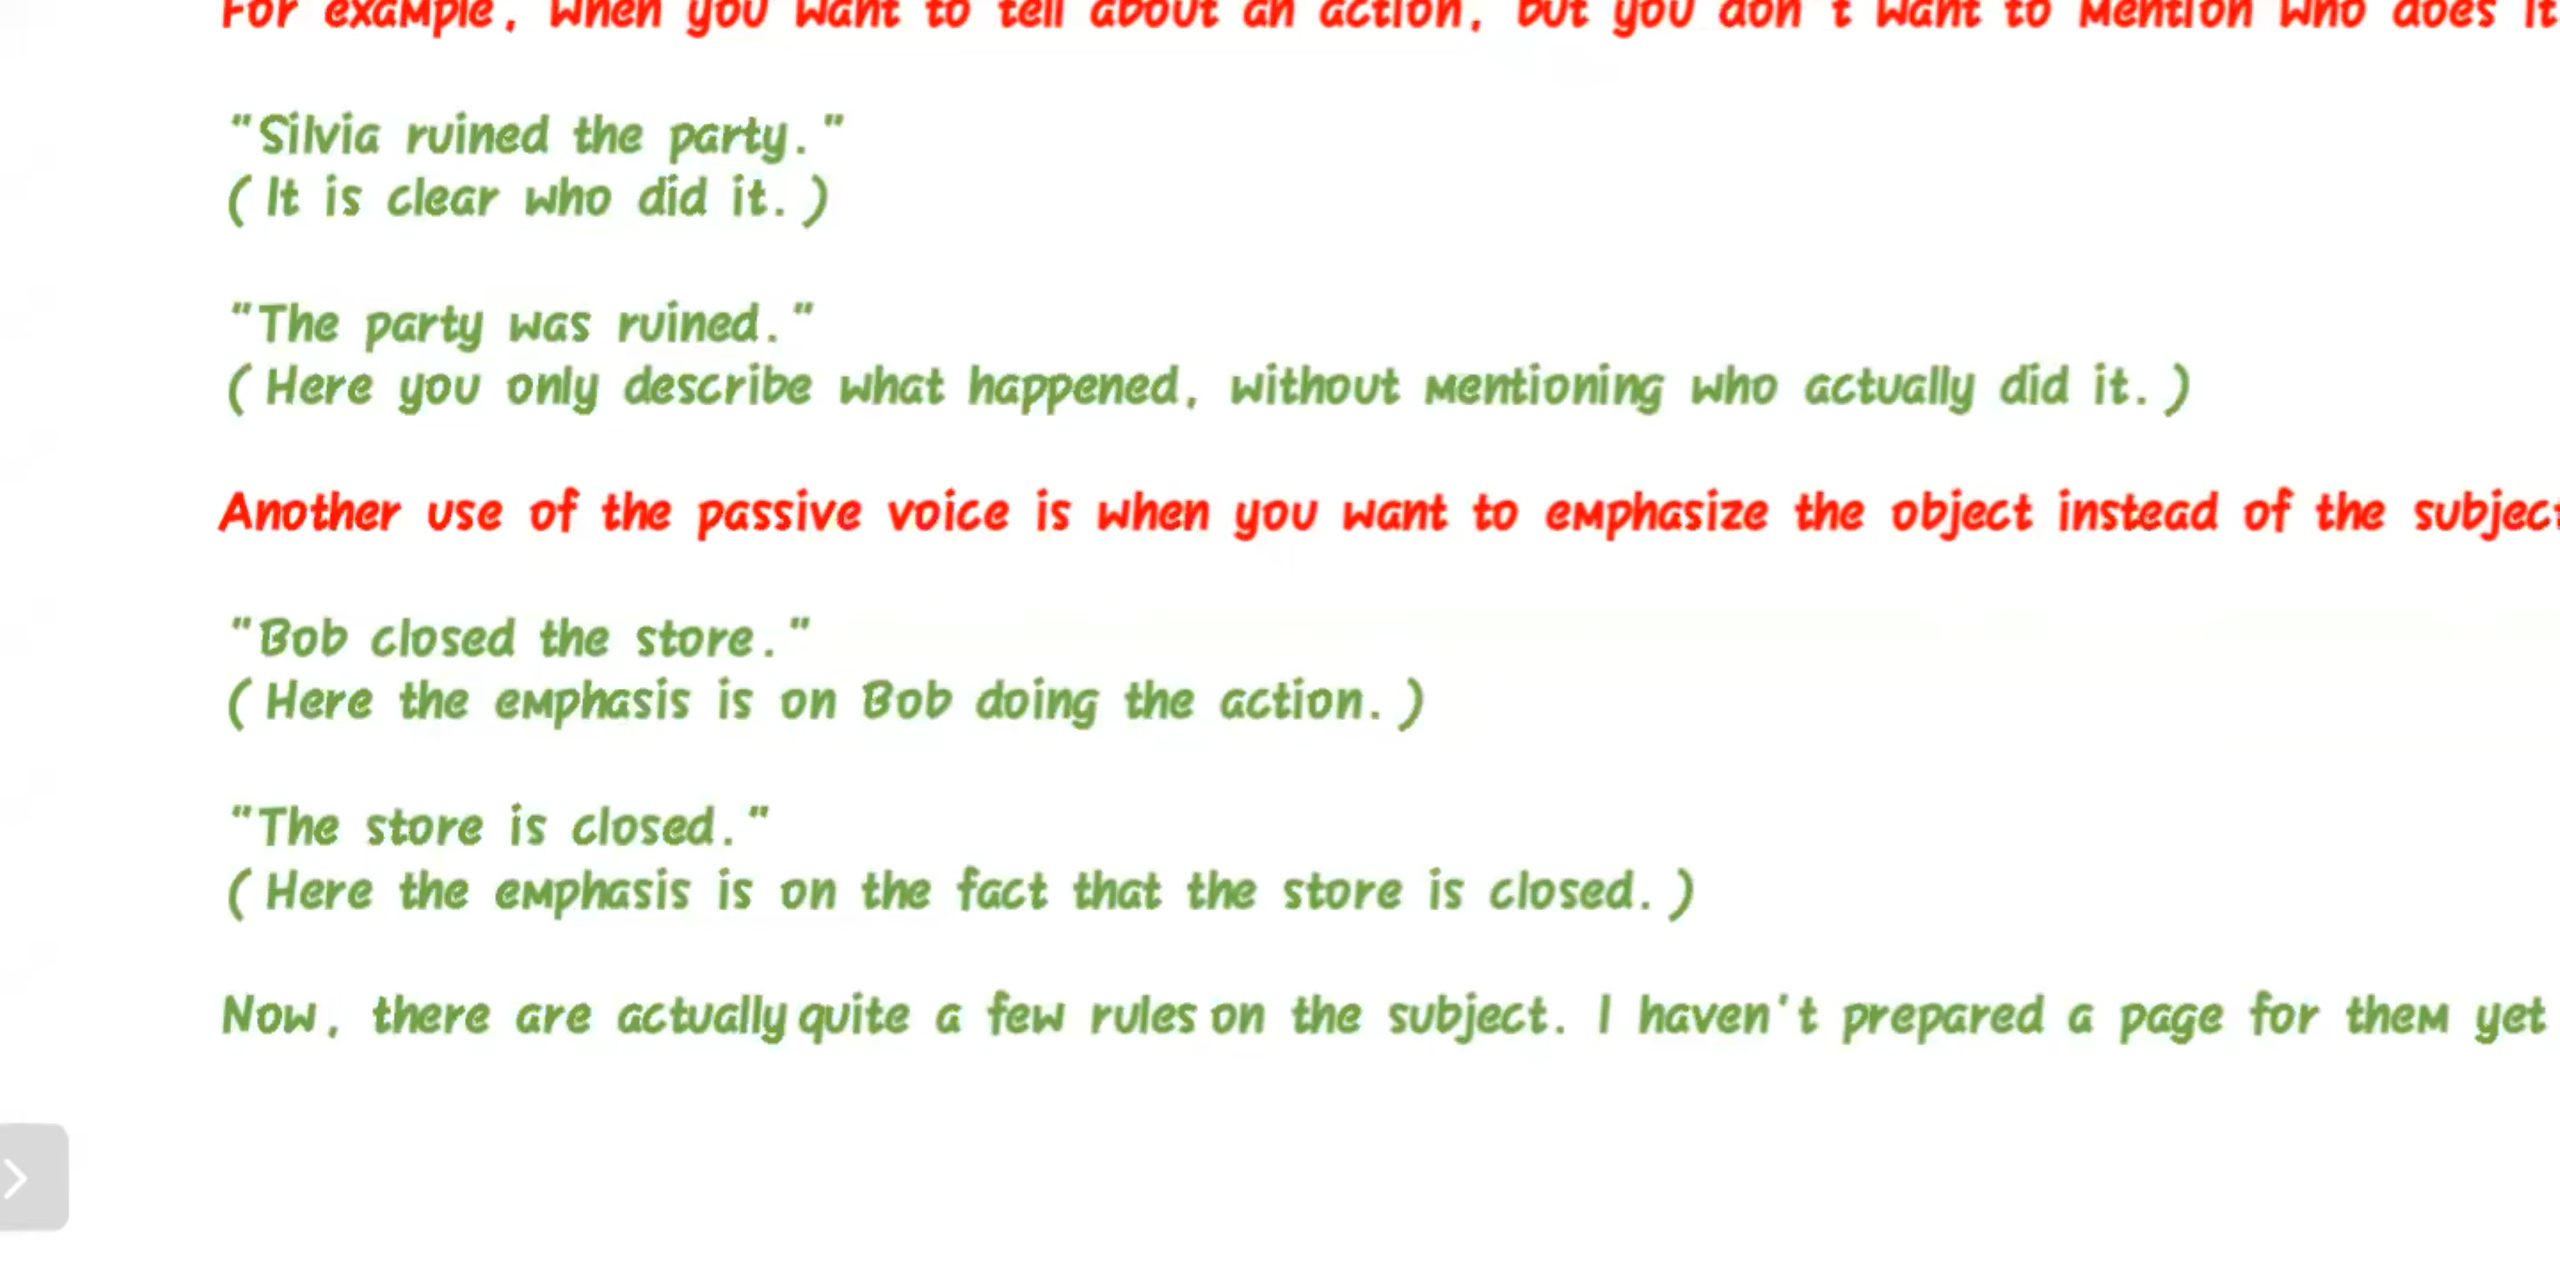 For example, when you want to tell about an action, but you don't want to mention who does it
"Silvia ruined the party."
(It is clear who did it.)
"The party was ruined."
(Here you only describe what happened, without mentioning who actually did it.)
Another use of the passive voice is when you want to emphasize the object instead of the subject
"Bob closed the store."
(Here the emphasis is on Bob doing the action.)
"The store is closed."
(Here the emphasis is on the fact that the store is closed.)
Now, there are actually quite a few rules on the subject. I haven't prepared a page for them yet